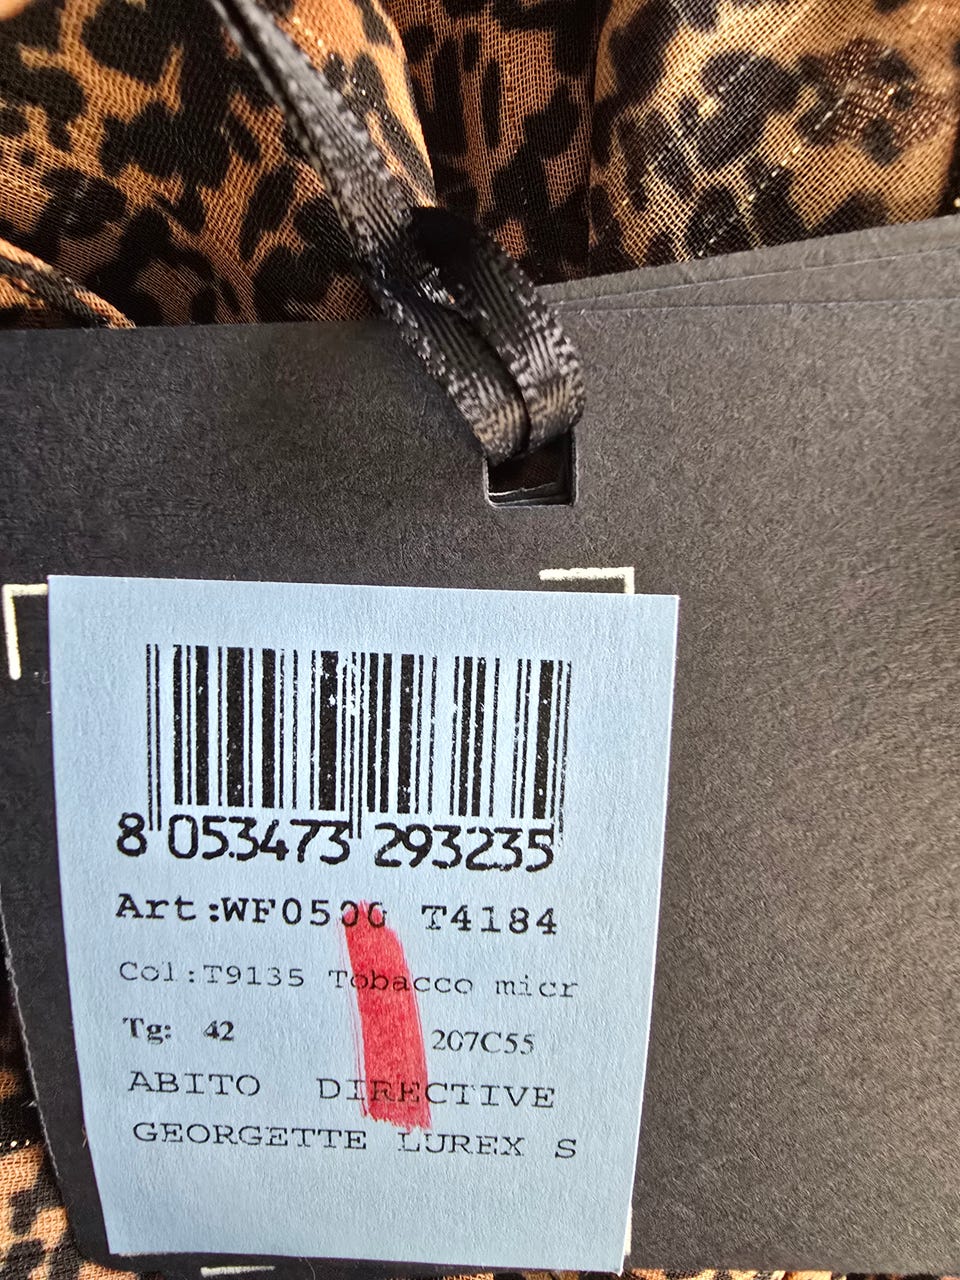 8 053473 293235
Art:WF0500 T4184
Col:T9135 Tobacco micr
Tg: 42 207C55
ABITO DIRECTIVE
GEORGETTE LUREX S